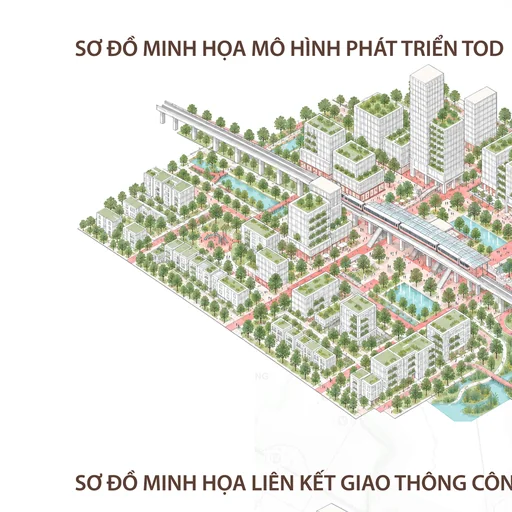 SƠ ĐỒ MINH HỌA MÔ HÌNH PHÁT TRIỂN TOD
SƠ ĐỒ MINH HỌA LIÊN KẾT GIAO THÔNG CÔN